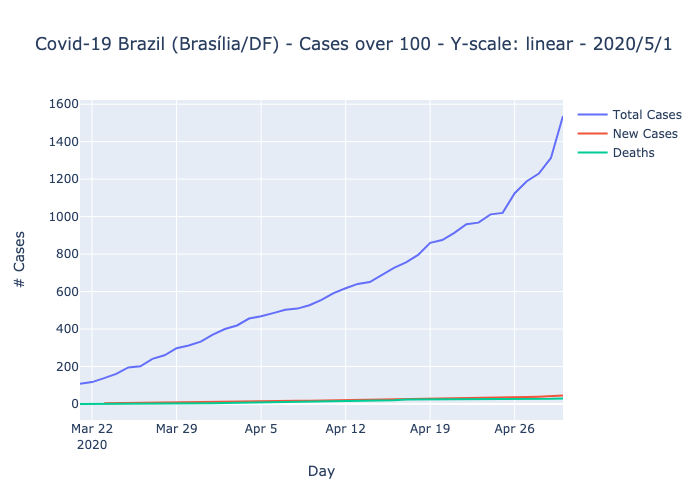 Covid-19 Brazil (Brasília/DF) - Cases over 100 - Y-scale: linear - 2020/5/1
Total Cases
New Cases
Deaths
# Cases
1600
1400
1200
1000
800
600
400
200
0
Mar 22
2020
Mar 29
Apr 5
Apr 12
Apr 19
Apr 26
Day